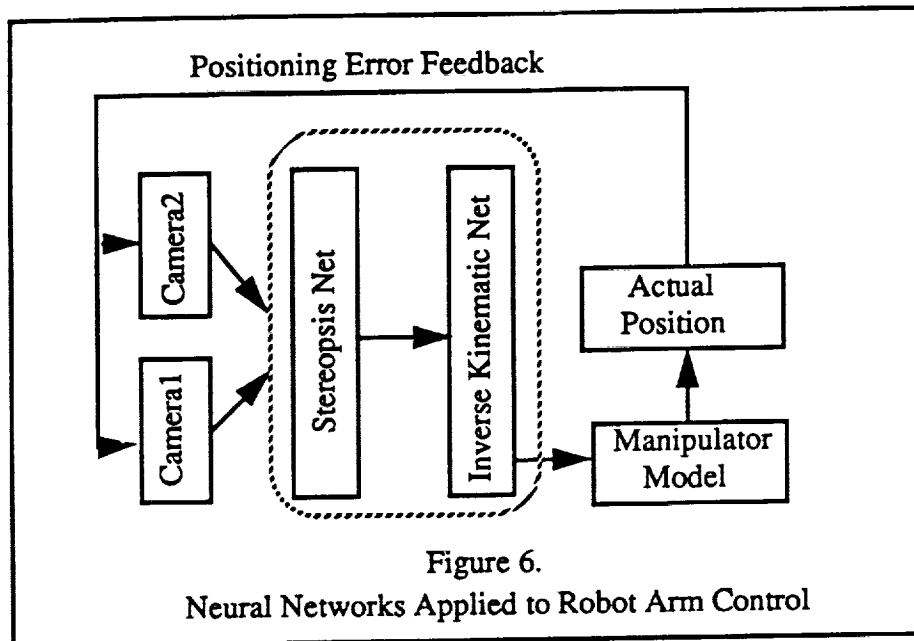 Positioning Error Feedback
Camera2
Camera1
Stereopsis Net
Inverse Kinematic Net
Actual
Position
Manipulator
Model
Figure 6.
Neural Networks Applied to Robot Arm Control